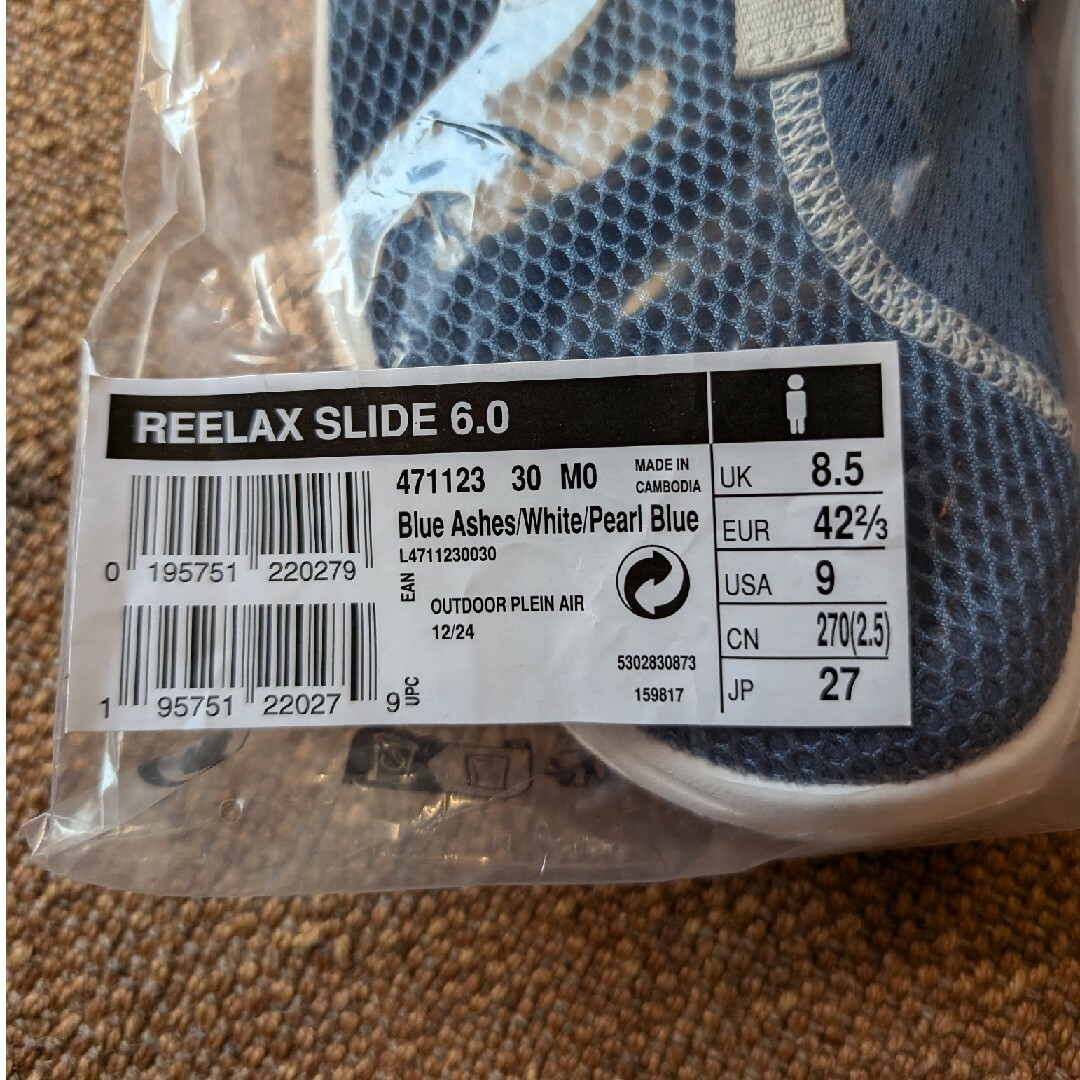 REELAX SLIDE 6.0
471123 30 M0
MADE IN
CAMBODIA
Blue Ashes/White/Pearl Blue
L4711230030
0 195751 220279
EAN
OUTDOOR PLEIN AIR
12/24
5302830873
159817
1 95751 22027 9
UPC
UK 8.5
EUR 42⅔
USA 9
CN 270(2.5)
JP 27